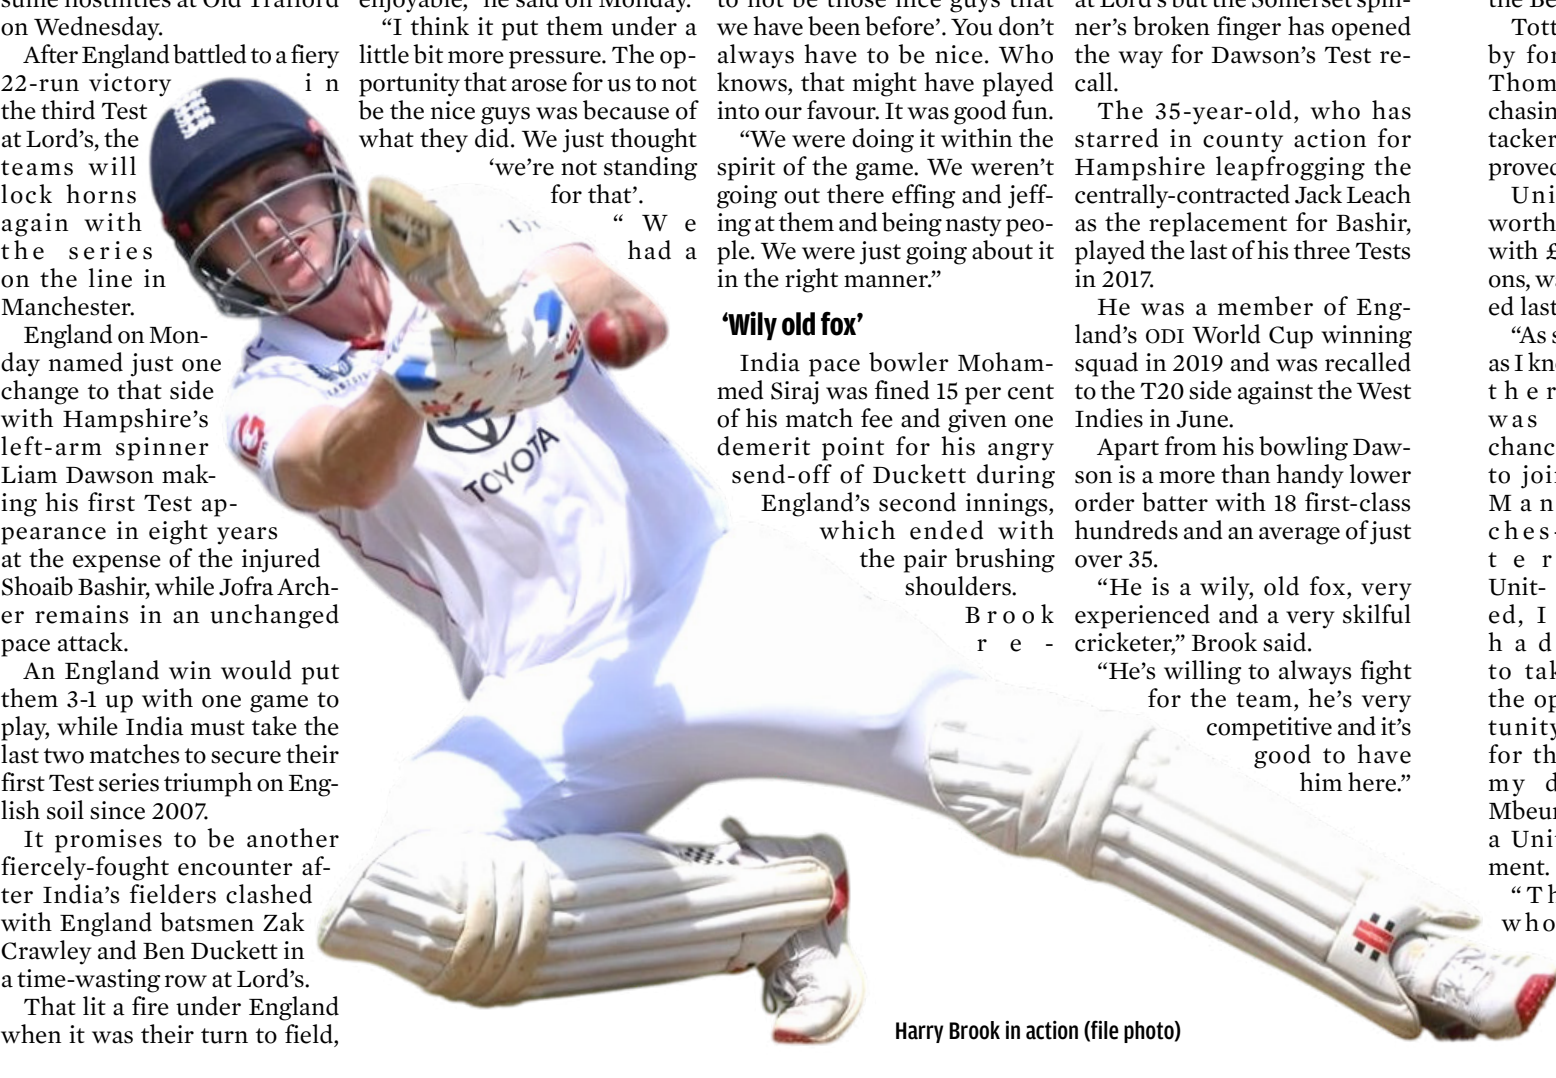 on Wednesday.
After England battled to a fiery
22-run victory in
the third Test
at Lord's, the
teams will
lock horns
again with
the series
on the line in
Manchester.
England on Mon-
day named just one
change to that side
with Hampshire's
left-arm spinner
Liam Dawson mak-
ing his first Test ap-
pearance in eight years
at the expense of the injured
Shoaib Bashir, while Jofra Arch-
er remains in an unchanged
pace attack.
An England win would put
them 3-1 up with one game to
play, while India must take the
last two matches to secure their
first Test series triumph on Eng-
lish soil since 2007.
It promises to be another
fiercely-fought encounter af-
ter India's fielders clashed
with England batsmen Zak
Crawley and Ben Duckett in
a time-wasting row at Lord's.
That lit a fire under England
when it was their turn to field,
enjoyable," he said on Monday.
"I think it put them under a
little bit more pressure. The op-
portunity that arose for us to not
be the nice guys was because of
what they did. We just thought
'we're not standing
for that'.
"We
had a
to not be those nice guys that
we have been before'. You don't
always have to be nice. Who
knows, that might have played
into our favour. It was good fun.
"We were doing it within the
spirit of the game. We weren't
going out there effing and jeff-
ing at them and being nasty peo-
ple. We were just going about it
in the right manner."
'Wily old fox'
India pace bowler Moham-
med Siraj was fined 15 per cent
of his match fee and given one
demerit point for his angry
send-off of Duckett during
England's second innings,
which ended with
the pair brushing
shoulders.
Brook
re-
at Lord's but the Somerset spin-
ner's broken finger has opened
the way for Dawson's Test re-
call.
The 35-year-old, who has
starred in county action for
Hampshire leapfrogging the
centrally-contracted Jack Leach
as the replacement for Bashir,
played the last of his three Tests
in 2017.
He was a member of Eng-
land's ODI World Cup winning
squad in 2019 and was recalled
to the T20 side against the West
Indies in June.
Apart from his bowling Daw-
son is a more than handy lower
order batter with 18 first-class
hundreds and an average of just
over 35.
"He is a wily, old fox, very
experienced and a very skilful
cricketer," Brook said.
"He's willing to always fight
for the team, he's very
competitive and it's
good to have
him here."
TOYOTA
Harry Brook in action (file photo)
by
chasin
proved
with £
ons,
ed last
"As
as I
was
to
Man
ches-
ter
Unit-
ed, I
had
to
the
for
my
a
ment.